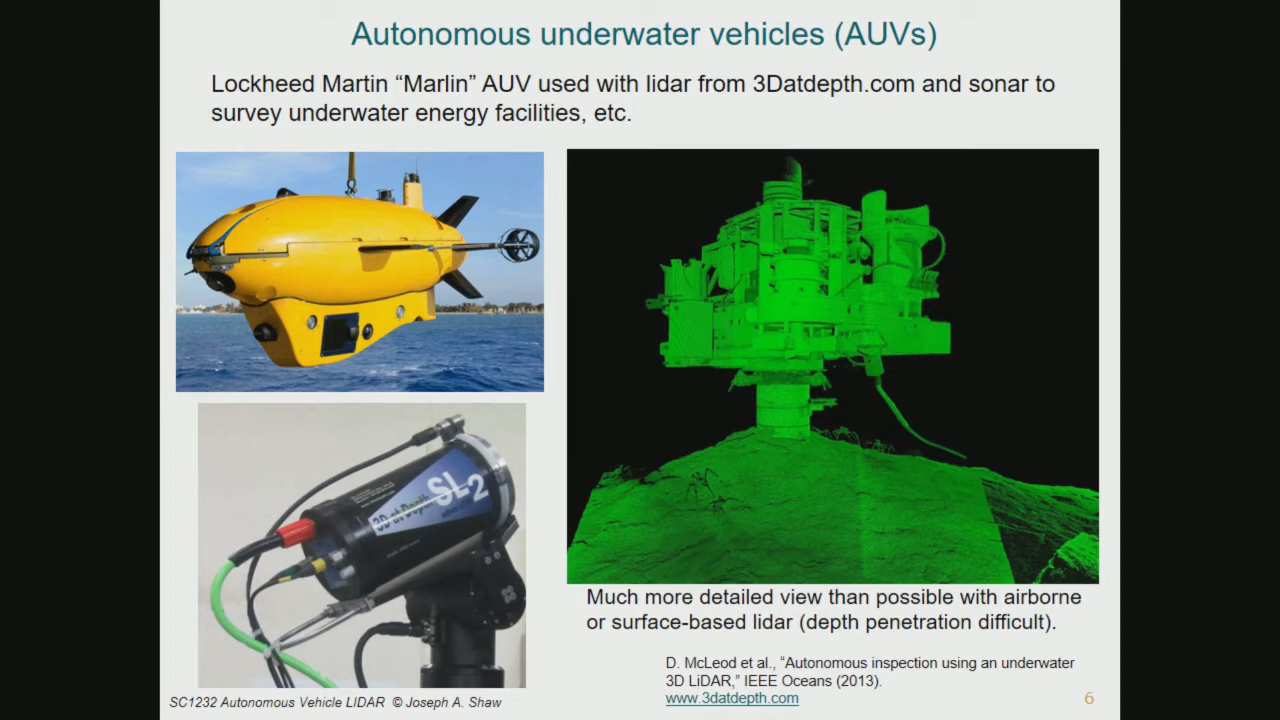 Autonomous underwater vehicles (AUVs)
Lockheed Martin “Marlin” AUV used with lidar from 3Datdepth.com and sonar to
survey underwater energy facilities, etc.
3D at Depth
SL2
Much more detailed view than possible with airborne
or surface-based lidar (depth penetration difficult).
D. McLeod et al., “Autonomous inspection using an underwater
3D LiDAR,” IEEE Oceans (2013).
www.3datdepth.com
SC1232 Autonomous Vehicle LIDAR © Joseph A. Shaw
6